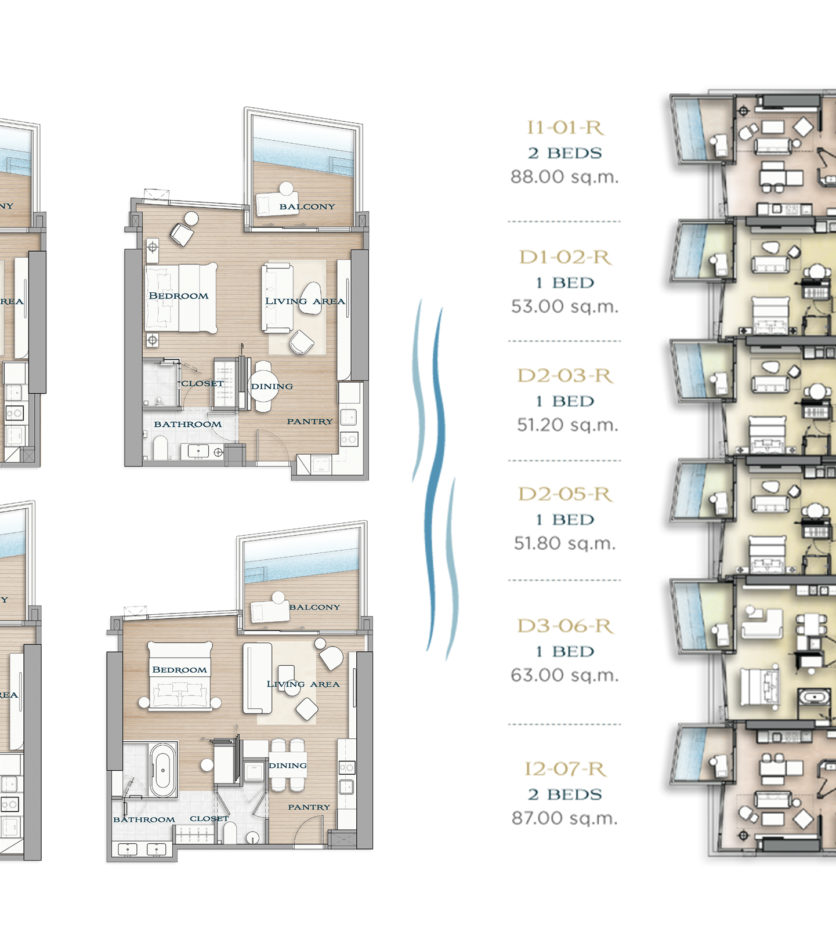 NY
REA
BALCONY
BEDROOM
LIVING AREA
CLOSET
DINING
BATHROOM
PANTRY
Y
REA
BALCONY
BEDROOM
LIVING AREA
DINING
PANTRY
BATHROOM
CLOSET
I1-01-R
2 BEDS
88.00 sq.m.
D1-02-R
1 BED
53.00 sq.m.
D2-03-R
1 BED
51.20 sq.m.
D2-05-R
1 BED
51.80 sq.m.
D3-06-R
1 BED
63.00 sq.m.
I2-07-R
2 BEDS
87.00 sq.m.